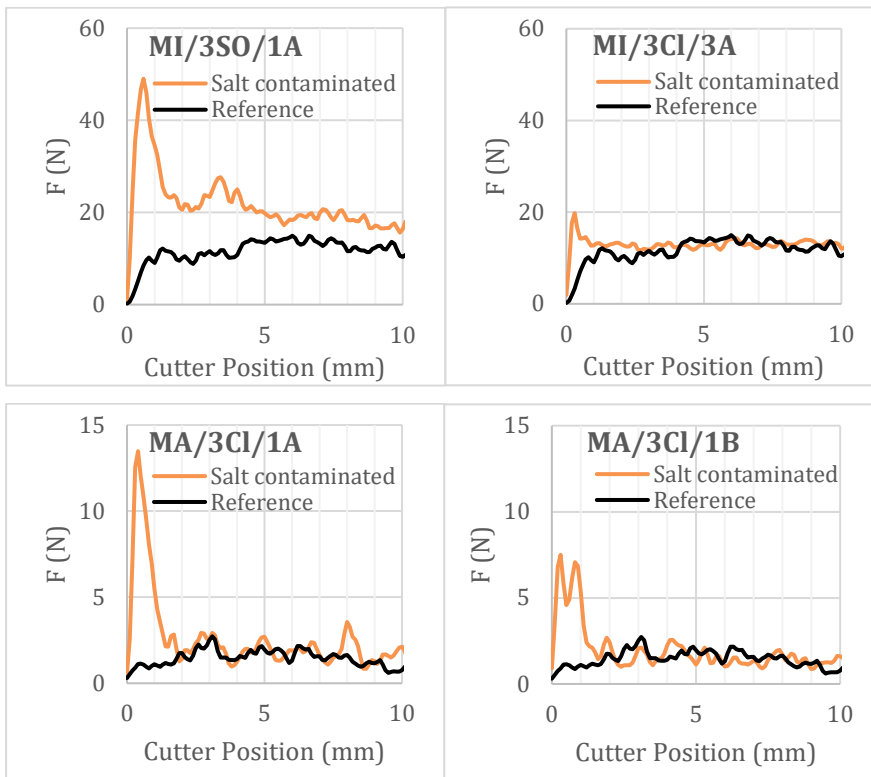 MI/3SO/1A
Salt contaminated
Reference
60
40
20
0
F (N)
0
5
10
Cutter Position (mm)
MI/3Cl/3A
Salt contaminated
Reference
60
40
20
0
F (N)
0
5
10
Cutter Position (mm)
MA/3Cl/1A
Salt contaminated
Reference
15
10
5
0
F (N)
0
5
10
Cutter Position (mm)
MA/3Cl/1B
Salt contaminated
Reference
15
10
5
0
F (N)
0
5
10
Cutter Position (mm)